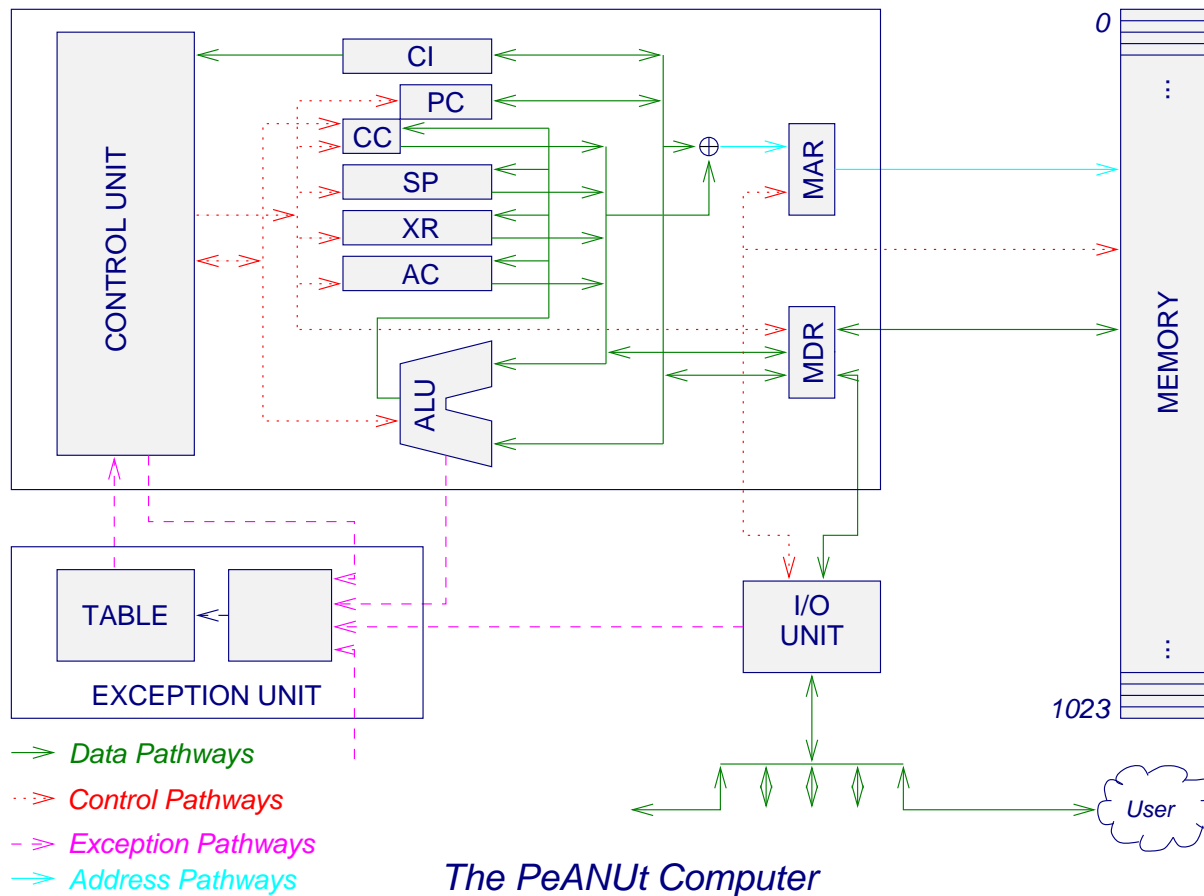 0
CI
PC
CC
SP
XR
AC
CONTROL UNIT
ALU
MAR
MDR
...
MEMORY
...
1023
TABLE
EXCEPTION UNIT
I/O
UNIT
Data Pathways
Control Pathways
Exception Pathways
Address Pathways
User
The PeANUt Computer